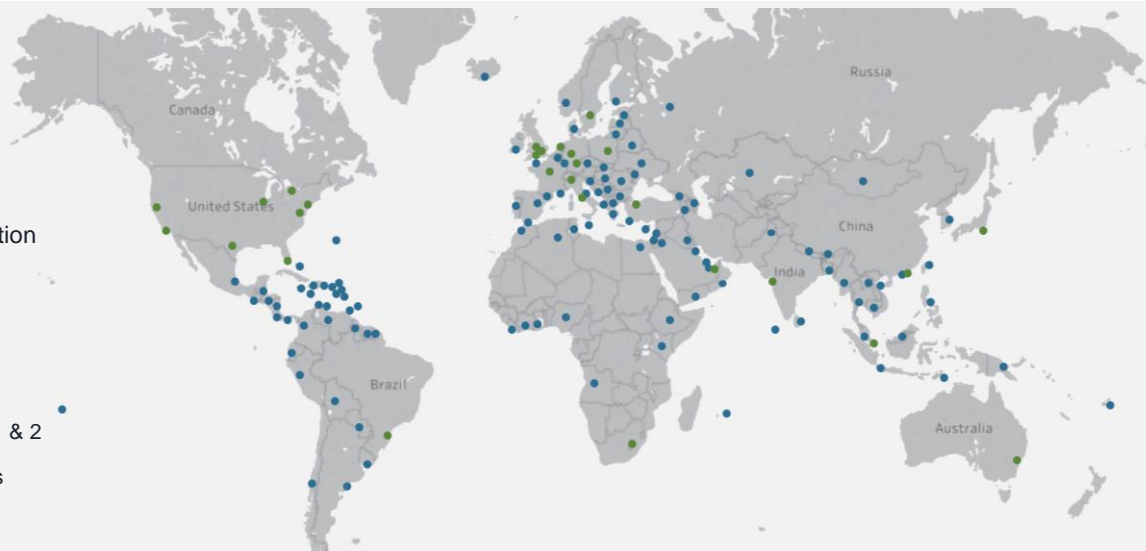 Russia
Canada
United States
tion
China
India
Brazil
& 2
Australia
s